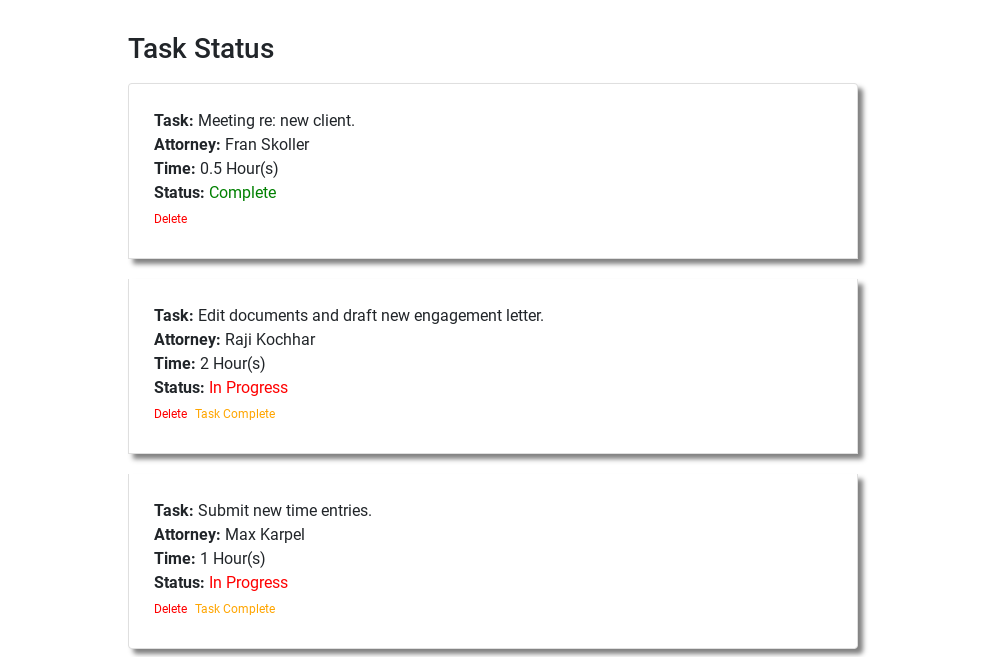 Task Status
Task: Meeting re: new client.
Attorney: Fran Skoller
Time: 0.5 Hour(s)
Status: Complete
Delete
Task: Edit documents and draft new engagement letter.
Attorney: Raji Kochhar
Time: 2 Hour(s)
Status: In Progress
Delete Task Complete
Task: Submit new time entries.
Attorney: Max Karpel
Time: 1 Hour(s)
Status: In Progress
Delete Task Complete